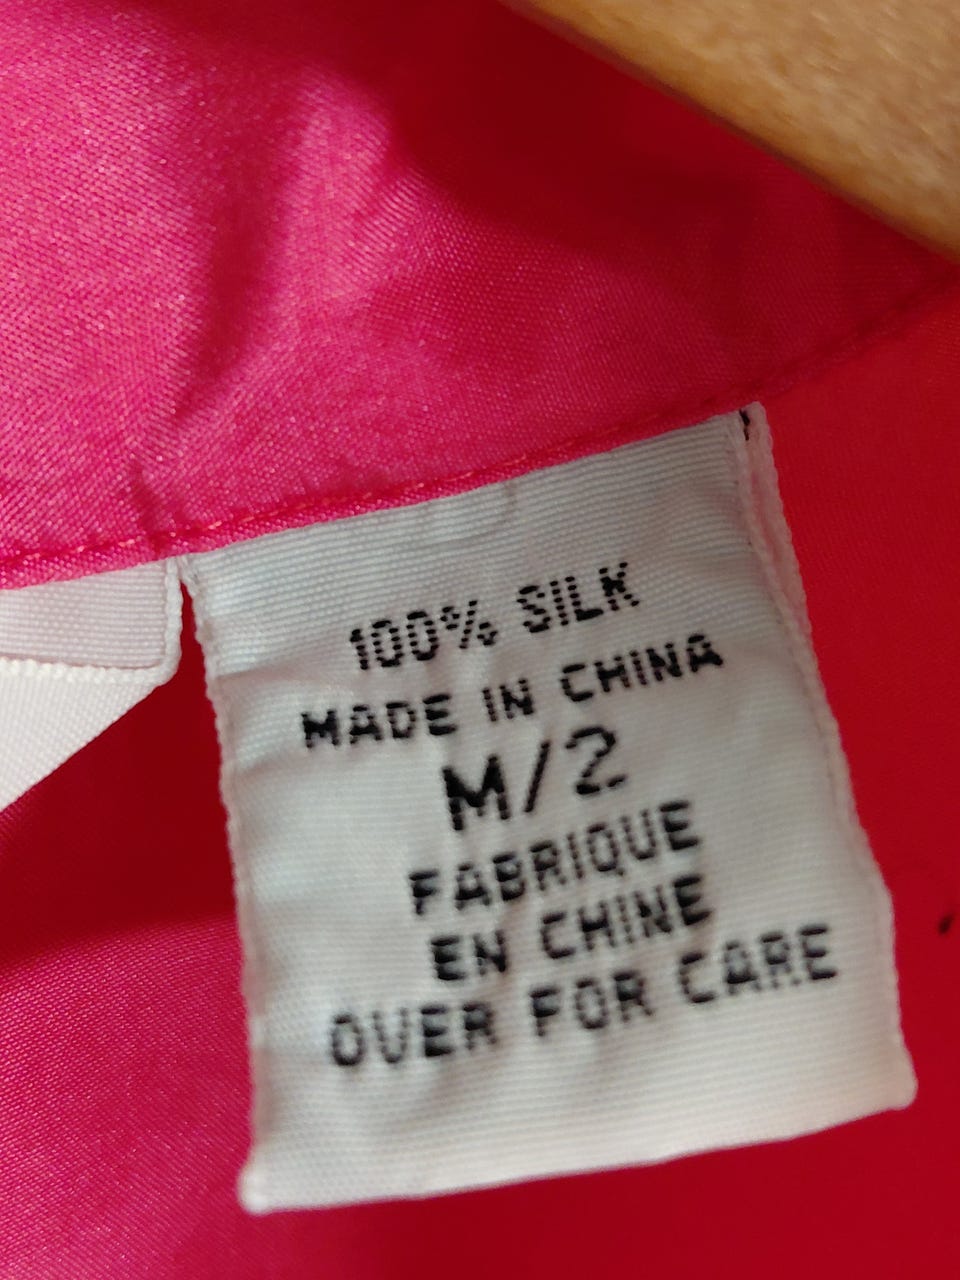 100% SILK
MADE IN CHINA
M/2
FABRIQUE
EN CHINE
OVER FOR CARE